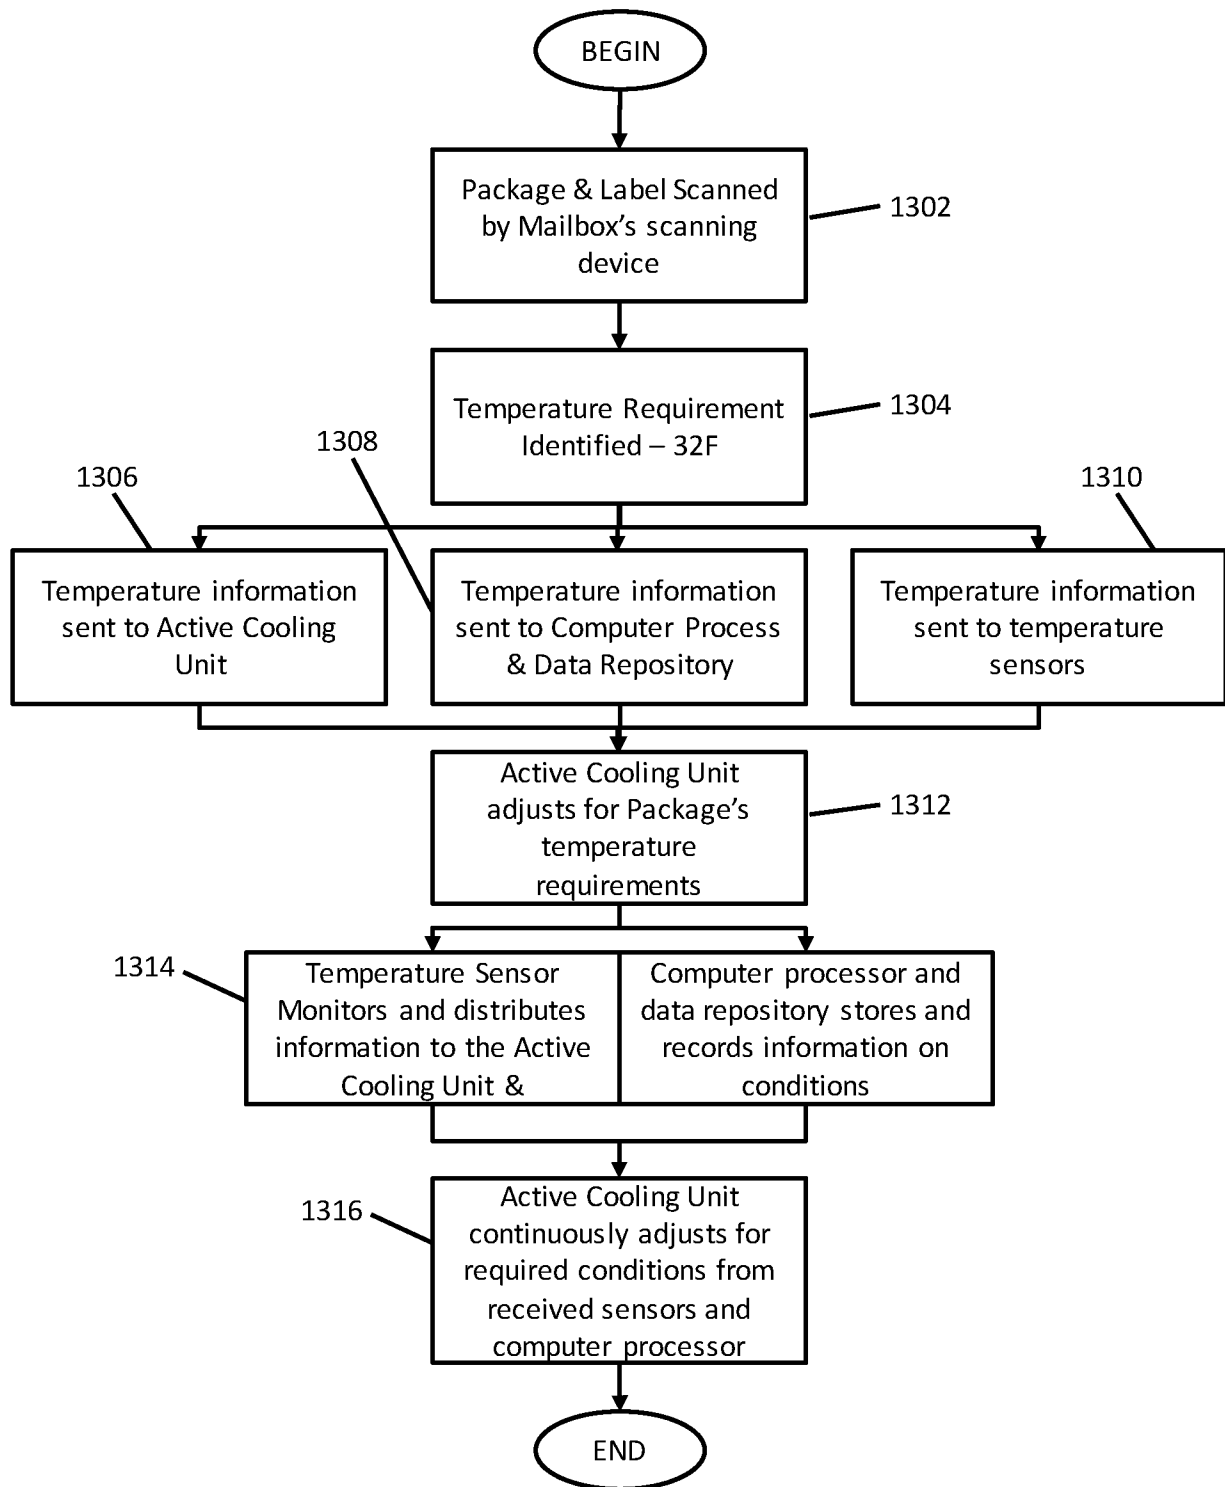 BEGIN
Package & Label Scanned
by Mailbox's scanning
device
1302
Temperature Requirement
Identified – 32F
1304
1306
Temperature information
sent to Active Cooling
Unit
1308
Temperature information
sent to Computer Process
& Data Repository
1310
Temperature information
sent to temperature
sensors
Active Cooling Unit
adjusts for Package's
temperature
requirements
1312
1314
Temperature Sensor
Monitors and distributes
information to the Active
Cooling Unit &
Computer processor and
data repository stores and
records information on
conditions
1316
Active Cooling Unit
continuously adjusts for
required conditions from
received sensors and
computer processor
END